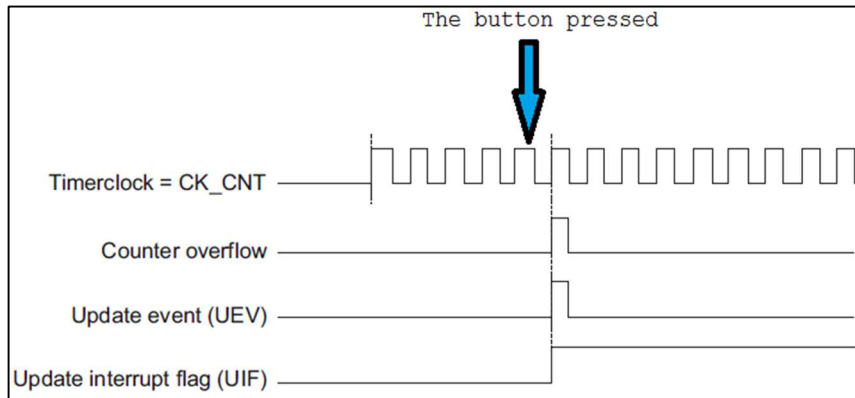 The button pressed
Timerclock = CK_CNT
Counter overflow
Update event (UEV)
Update interrupt flag (UIF)